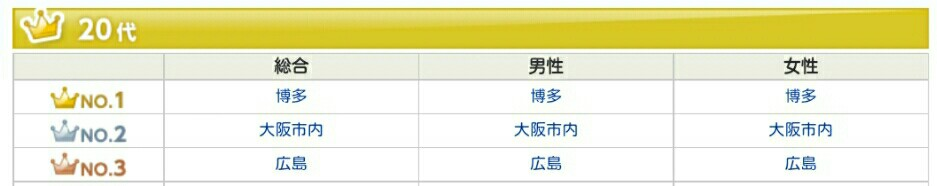 20代
総合 男性 女性
NO.1 博多 博多 博多
NO.2 大阪市内 大阪市内 大阪市内
NO.3 広島 広島 広島